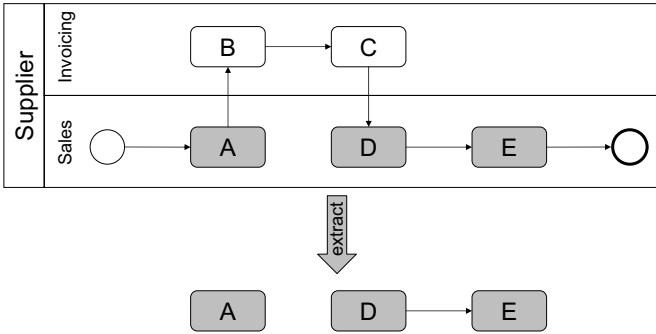 Supplier
Invoicing
B
C
Sales
A
D
E
extract
A
D
E